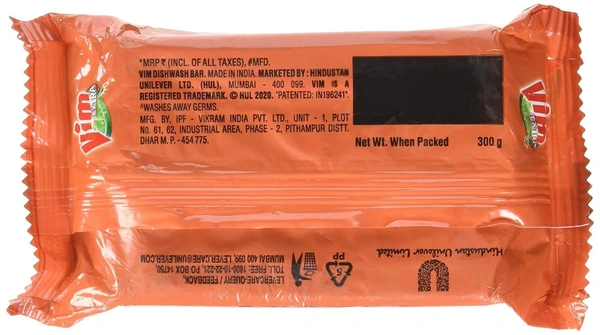 *MRP ₹ (INCL. OF ALL TAXES), #MFD.
VIM DISHWASH BAR. MADE IN INDIA. MARKETED BY : HINDUSTAN
UNILEVER LTD. (HUL), MUMBAI - 400 099. VIM IS A
REGISTERED TRADEMARK. © HUL 2020. "PATENTED: IN196241".
^WASHES AWAY GERMS.
MFG. BY, IPF - VIKRAM INDIA PVT. LTD., UNIT - 1, PLOT
No. 61, 62, INDUSTRIAL AREA, PHASE - 2, PITHAMPUR DISTT.
DHAR M. P. - 454 775.
Net Wt. When Packed 300 g
Vim
Vim
LEVERCARE-QUERY / FEEDBACK.
TOLL FREE: 1800-10-22-221, PO BOX 14760,
MUMBAI 400 099, LEVER.CARE@UNILEVER.COM
5
PP
Hindustan Unilever Limited